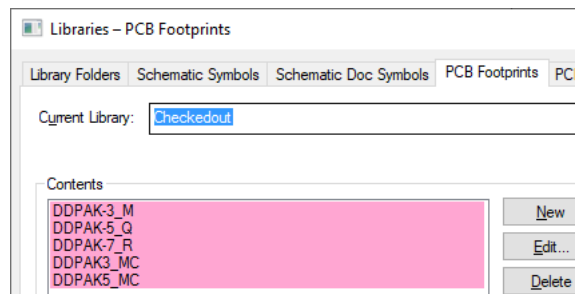 Libraries – PCB Footprints
Library Folders Schematic Symbols Schematic Doc Symbols PCB Footprints
Current Library: Checkedout
Contents
DDPAK-3_M
DDPAK-5_Q
DDPAK-7_R
DDPAK3_MC
DDPAK5_MC
New
Edit...
Delete